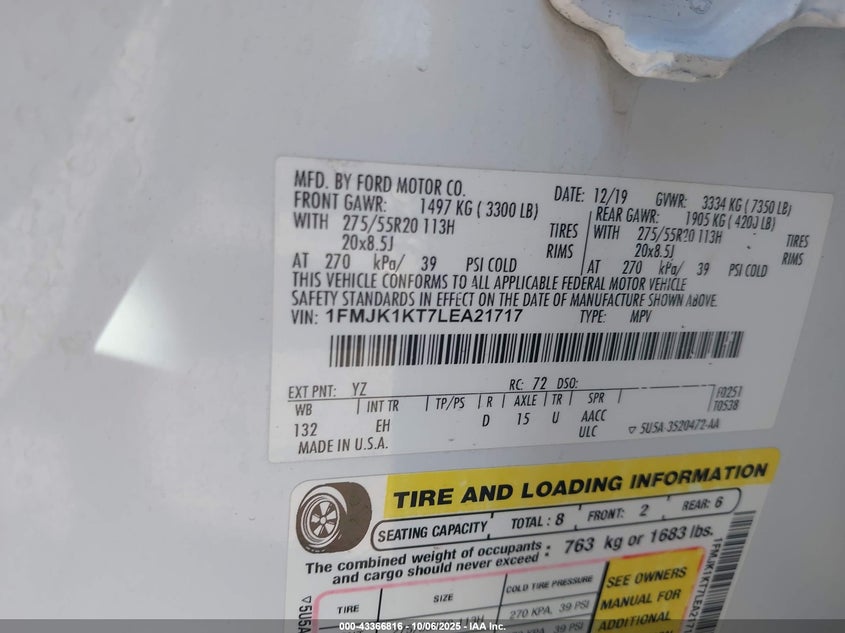 MFD. BY FORD MOTOR CO.
DATE: 12/19 GVWR: 3334 KG ( 7350 LB)
FRONT GAWR: 1497 KG ( 3300 LB) REAR GAWR: 1905 KG ( 4200 LB)
WITH 275/55R20 113H TIRES WITH 275/55R20 113H TIRES
20x8.5J RIMS 20x8.5J RIMS
AT 270 kPa/ 39 PSI COLD AT 270 kPa/ 39 PSI COLD
THIS VEHICLE CONFORMS TO ALL APPLICABLE FEDERAL MOTOR VEHICLE
SAFETY STANDARDS IN EFFECT ON THE DATE OF MANUFACTURE SHOWN ABOVE.
VIN: 1FMJK1KT7LEA21717 TYPE: MPV
EXT PNT: YZ RC: 72 DSO: F0251
WB INT TR TP/PS R AXLE TR SPR T0538
132 EH D 15 U AACC
ULC ▽ 5U5A-3520472-AA
MADE IN U.S.A.
TIRE AND LOADING INFORMATION
SEATING CAPACITY TOTAL : 8 FRONT: 2 REAR: 6
The combined weight of occupants : 763 kg or 1683 lbs.
and cargo should never exceed :
TIRE SIZE COLD TIRE PRESSURE SEE OWNERS
MANUAL FOR
270 KPA, 39 PSI ADDITIONAL
000-43366816 - 10/06/2025 - IAA Inc.